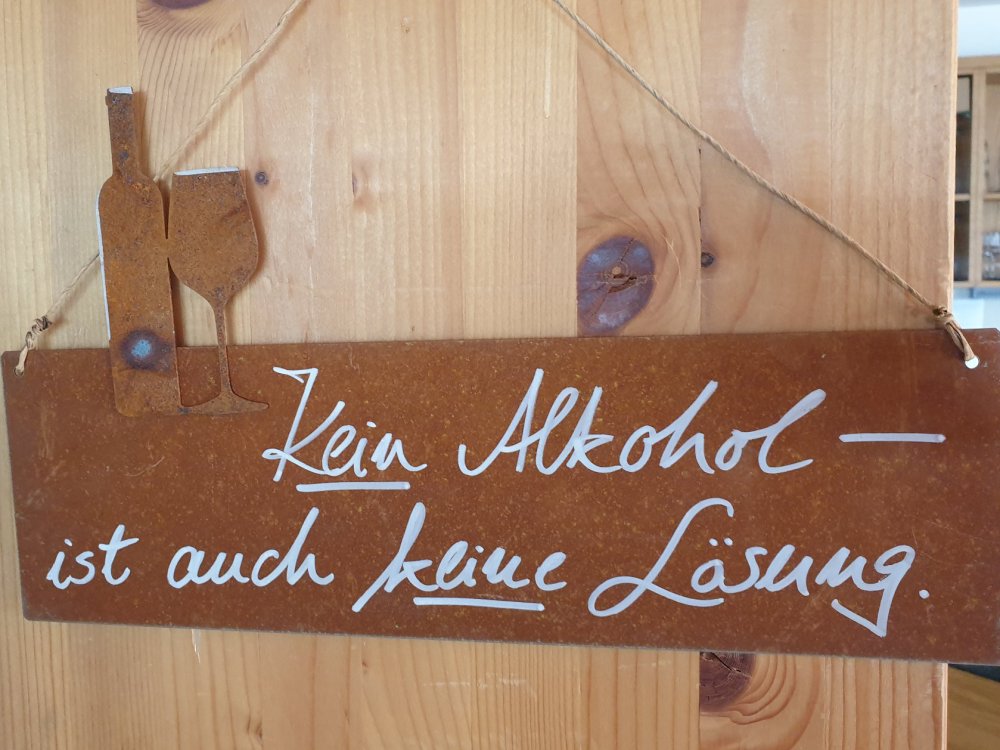 Kein Alkohol —
ist auch keine Lösung.